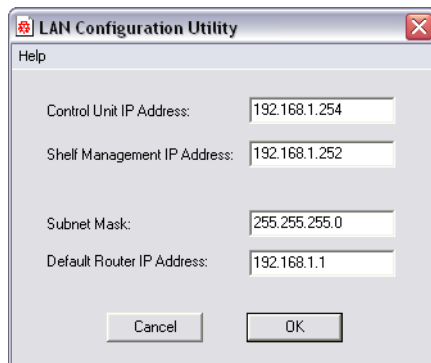 LAN Configuration Utility
Help
Control Unit IP Address: 192.168.1.254
Shelf Management IP Address: 192.168.1.252
Subnet Mask: 255.255.255.0
Default Router IP Address: 192.168.1.1
Cancel OK